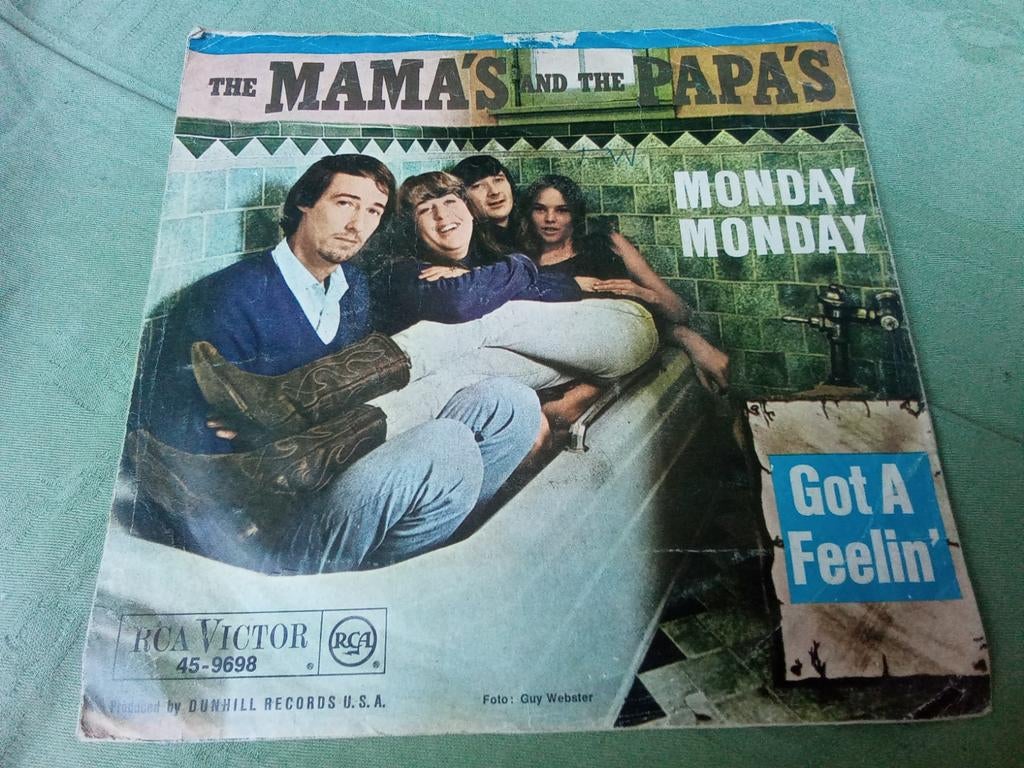 THE MAMA'S AND THE PAPA'S
MONDAY
MONDAY
Got A
Feelin'
RCA VICTOR
45-9698
RCA
Produced by DUNHILL RECORDS U.S.A.
Foto: Guy Webster